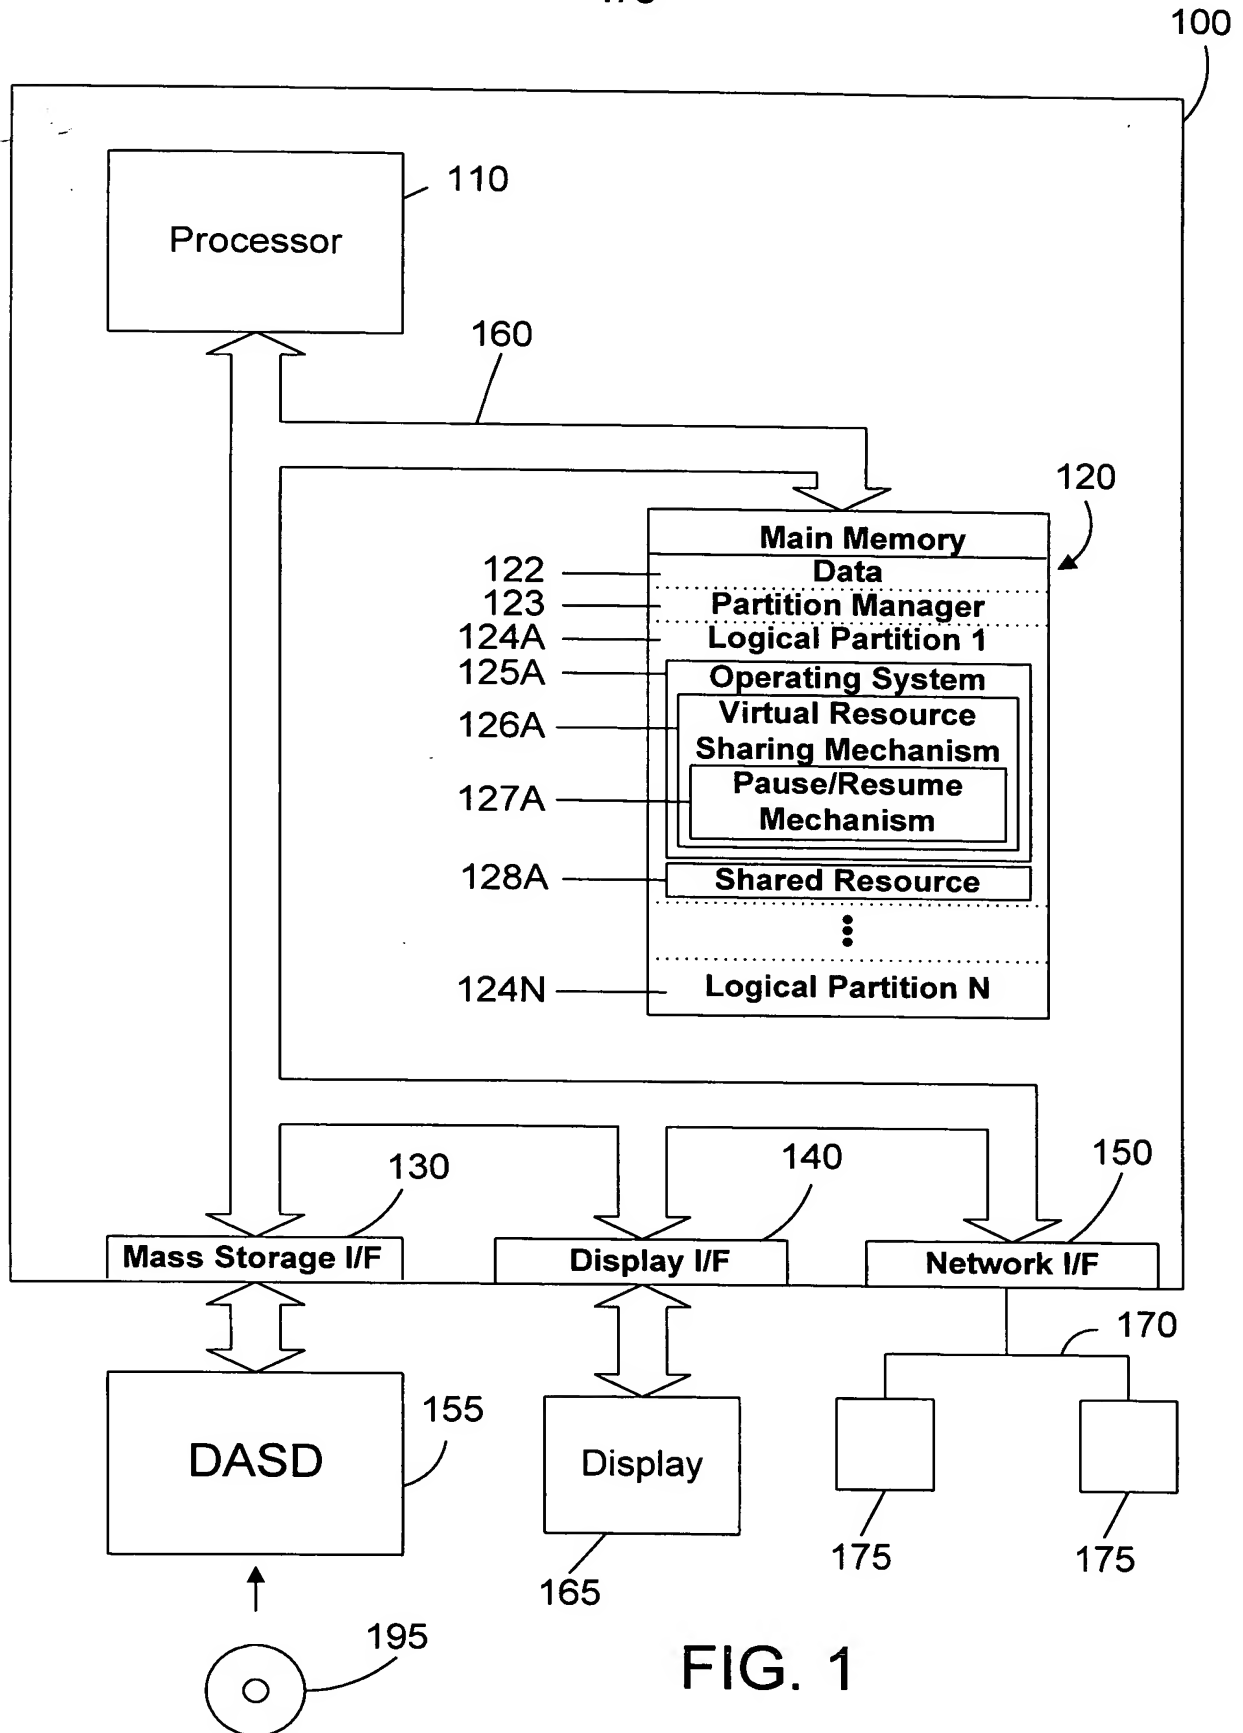 100
110
Processor
160
120
Main Memory
122 Data
123 Partition Manager
124A Logical Partition 1
125A Operating System
126A Virtual Resource
Sharing Mechanism
127A Pause/Resume
Mechanism
128A Shared Resource
124N Logical Partition N
130
140
150
Mass Storage I/F
Display I/F
Network I/F
170
155
DASD
Display
175
175
165
195
FIG. 1